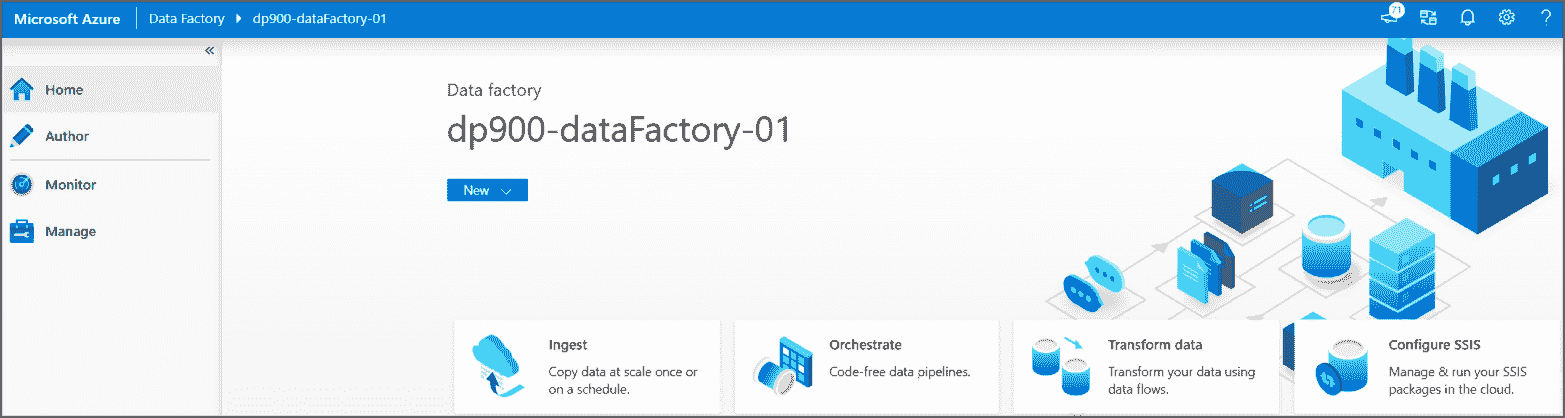 Microsoft Azure Data Factory dp900-dataFactory-01 71 ?
«
Home
Author
Monitor
Manage
Data factory
dp900-dataFactory-01
New
Ingest
Copy data at scale once or
on a schedule.
Orchestrate
Code-free data pipelines.
Transform data
Transform your data using
data flows.
Configure SSIS
Manage & run your SSIS
packages in the cloud.